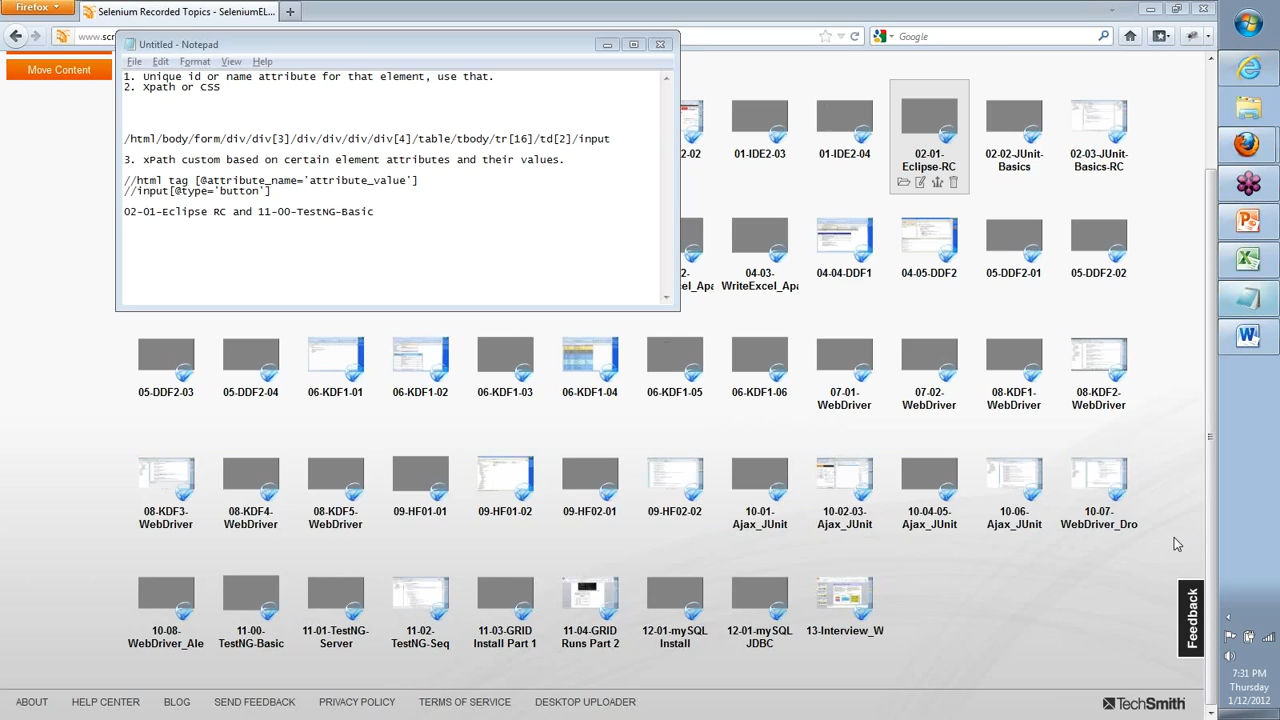 Firefox
Selenium Recorded Topics - SeleniumEL...
www.scr
Google
Move Content
Untitled - Notepad
File Edit Format View Help
1. Unique id or name attribute for that element, use that.
2. Xpath or CSS
/html/body/form/div/div[3]/div/div/div/div[4]/table/tbody/tr[16]/td[2]/input
3. xPath custom based on certain element attributes and their values.
//html tag [@attribute_name='attribute_value']
//input[@type='button']
02-01-Eclipse RC and 11-00-TestNG-Basic
02-02
01-IDE2-03
01-IDE2-04
02-01-
Eclipse-RC
02-02-JUnit-
Basics
02-03-JUnit-
Basics-RC
2-
cel_Apa
04-03-
WriteExcel_Apa
04-04-DDF1
04-05-DDF2
05-DDF2-01
05-DDF2-02
05-DDF2-03
05-DDF2-04
06-KDF1-01
06-KDF1-02
06-KDF1-03
06-KDF1-04
06-KDF1-05
06-KDF1-06
07-01-
WebDriver
07-02-
WebDriver
08-KDF1-
WebDriver
08-KDF2-
WebDriver
08-KDF3-
WebDriver
08-KDF4-
WebDriver
08-KDF5-
WebDriver
09-HF01-01
09-HF01-02
09-HF02-01
09-HF02-02
10-01-
Ajax_JUnit
10-02-03-
Ajax_JUnit
10-04-05-
Ajax_JUnit
10-06-
Ajax_JUnit
10-07-
WebDriver_Dro
10-08-
WebDriver_Ale
11-00-
TestNG-Basic
11-01-TestNG-
Server
11-02-
TestNG-Seq
11-03-GRID
Install Part 1
11-04-GRID
Runs Part 2
12-01-mySQL
Install
12-01-mySQL
JDBC
13-Interview_W
Feedback
ABOUT HELP CENTER BLOG SEND FEEDBACK PRIVACY POLICY TERMS OF SERVICE DESKTOP UPLOADER
TechSmith
7:31 PM
Thursday
1/12/2012